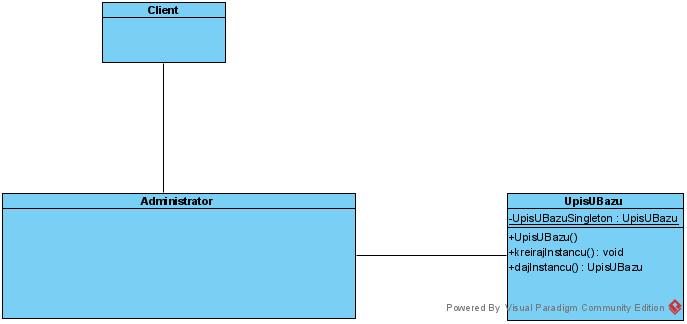 Client
Administrator
UpisUBazu
-UpisUBazuSingleton : UpisUBazu
+UpisUBazu()
+kreirajInstancu() : void
+dajInstancu() : UpisUBazu
Powered By Visual Paradigm Community Edition